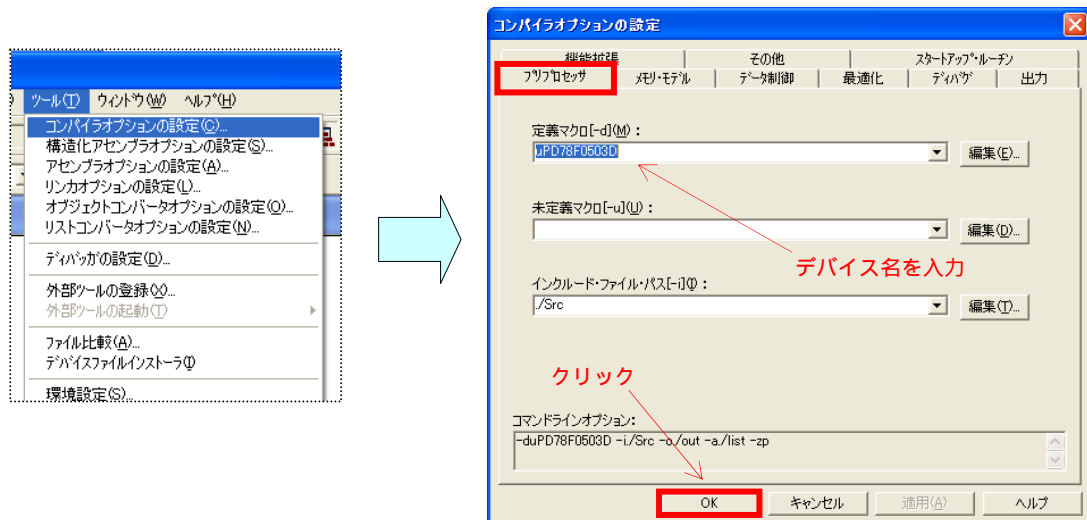 ツール(T) ウィンドウ(W) ヘルプ(H)
コンパイラオプションの設定(C)...
構造化アセンブラオプションの設定(S)...
アセンブラオプションの設定(A)...
リンカオプションの設定(L)...
オブジェクトコンバータオプションの設定(O)...
リストコンバータオプションの設定(N)...
ディバッガの設定(D)...
外部ツールの登録(X)...
外部ツールの起動(T)
ファイル比較(A)...
デバイスファイルインストーラ(I)
環境設定(S)...
コンパイラオプションの設定
機能拡張 その他 スタートアップ・ルーチン
プリプロセッサ メモリ・モデル データ制御 最適化 ディバグ 出力
定義マクロ[-d](M) :
uPD78F0503D 編集(E)...
未定義マクロ[-u](U) :
編集(D)...
デバイス名を入力
インクルード・ファイル・パス[-i](I) :
./Src 編集(T)...
クリック
コマンドラインオプション:
-duPD78F0503D -i./Src -o./out -a./list -zp
OK キャンセル 適用(A) ヘルプ